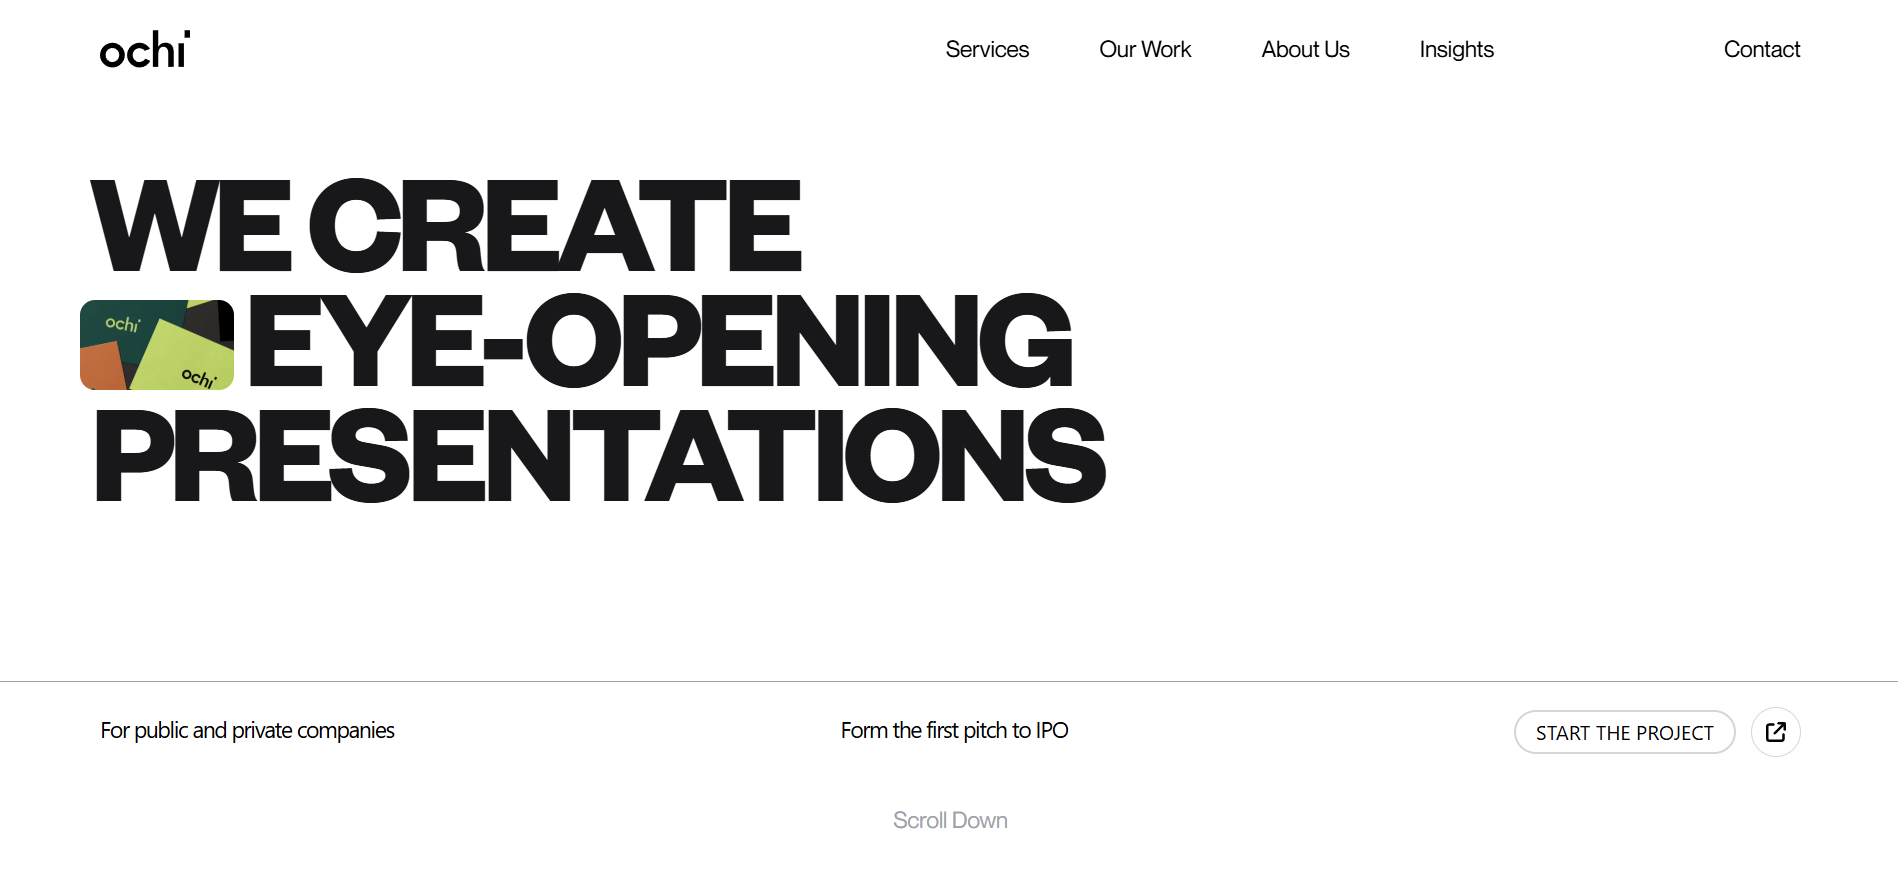 ochi
Services Our Work About Us Insights Contact
WE CREATE
ochi
ochi
EYE-OPENING
PRESENTATIONS
For public and private companies
Form the first pitch to IPO
START THE PROJECT
Scroll Down